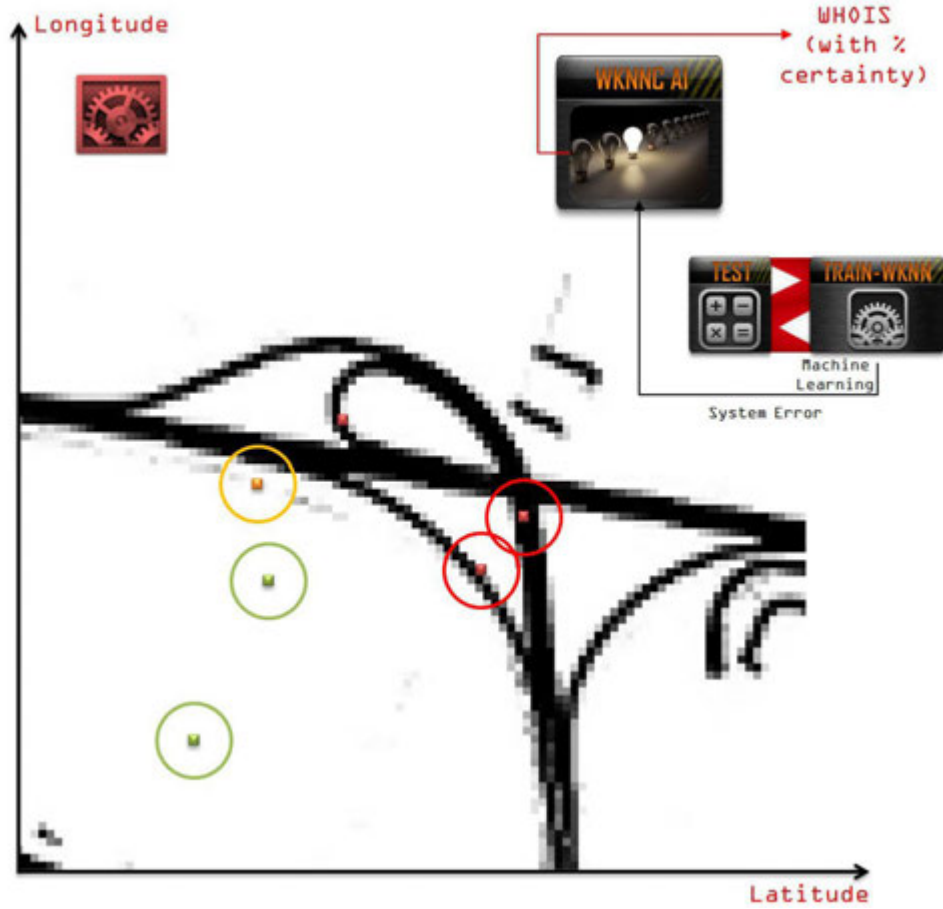 Longitude
WHOIS
(with %
certainty)
WKNNC AI
TEST
TRAIN-WKNN
Machine
Learning
System Error
Latitude